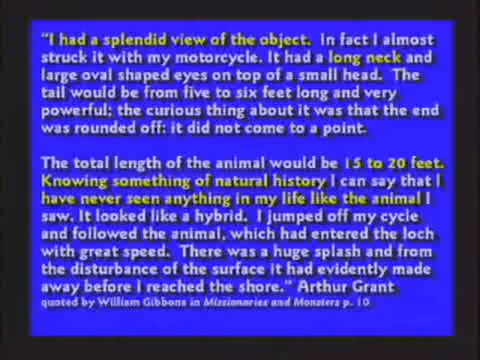 "I had a splendid view of the object. In fact I almost
struck it with my motorcycle. It had a long neck and
large oval shaped eyes on top of a small head. The
tail would be from five to six feet long and very
powerful; the curious thing about it was that the end
was rounded off: it did not come to a point.
The total length of the animal would be 15 to 20 feet.
Knowing something of natural history I can say that I
have never seen anything in my life like the animal I
saw. It looked like a hybrid. I jumped off my cycle
and followed the animal, which had entered the loch
with great speed. There was a huge splash and from
the disturbance of the surface it had evidently made
away before I reached the shore." Arthur Grant
quoted by William Gibbons in Missionaries and Monsters p. 10